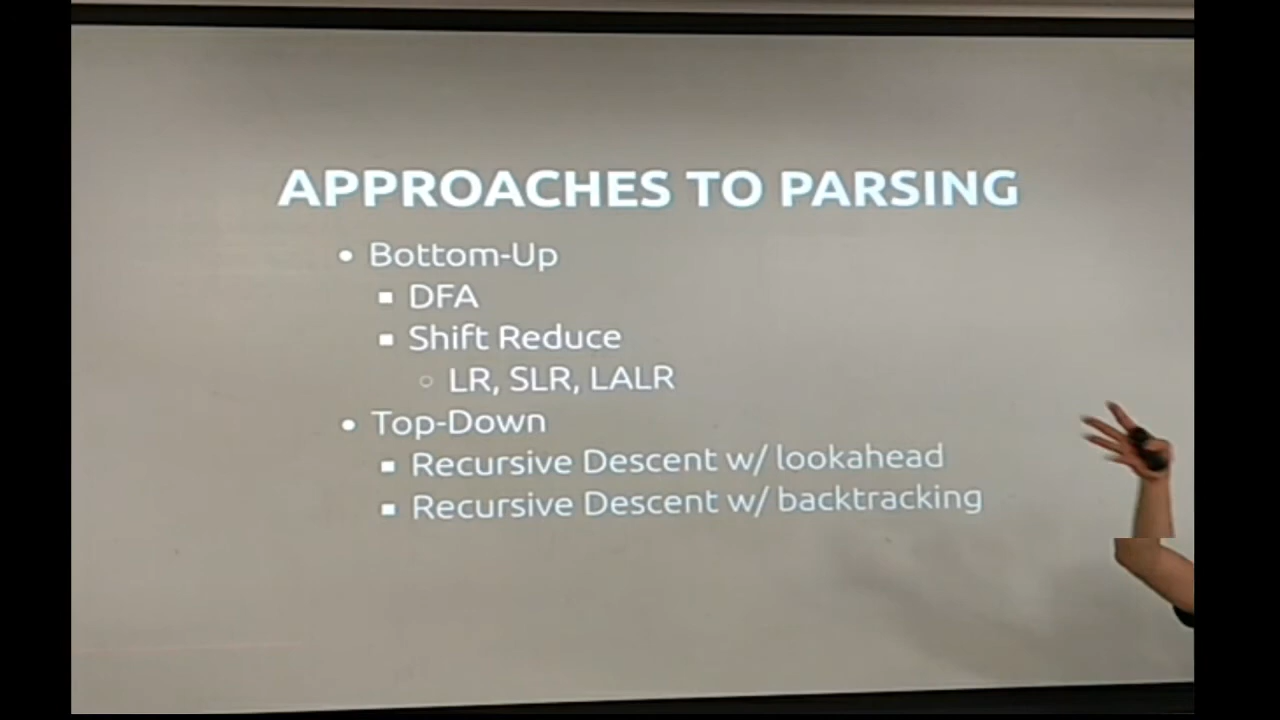 APPROACHES TO PARSING
• Bottom-Up
▪ DFA
▪ Shift Reduce
○ LR, SLR, LALR
• Top-Down
▪ Recursive Descent w/ lookahead
▪ Recursive Descent w/ backtracking